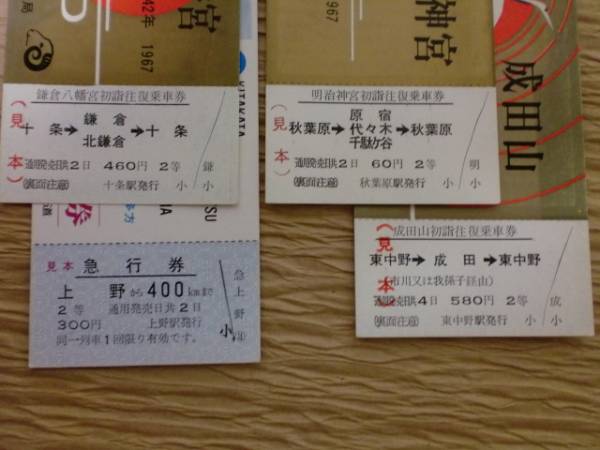 宮
42年 1967
局
鎌倉八幡宮初詣往復乗車券
(見本)
十条➔鎌倉
北鎌倉➔十条
通用発売日共2日 460円 2等 鎌
(裏面注意) 十条駅発行 小 小
KITAKATA
見本 急行券
上野から400kmまで
2等 通用発売日共2日
300円 上野駅発行
同一列車1回限り有効です。
急上野
小
神宮
967
明治神宮初詣往復乗車券
(見本)
秋葉原➔原宿
代々木
千駄ケ谷➔秋葉原
通用発売日共2日 60円 2等 明
(裏面注意) 秋葉原駅発行 小 小
成田山
成田山初詣往復乗車券
(見本)
東中野➔成田➔東中野
(市川又は我孫子経由)
通用発売日共4日 580円 2等 成
(裏面注意) 東中野駅発行 小 小